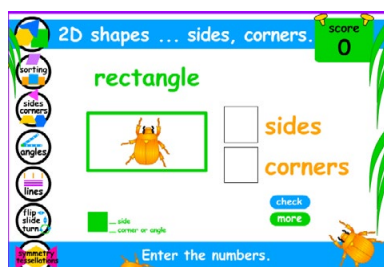 2D shapes ... sides, corners.
score
0
sorting
sides
corners
angles
lines
flip
slide
turn
symmetry
tessellations
rectangle
sides
corners
side
corner or angle
check
more
Enter the numbers.